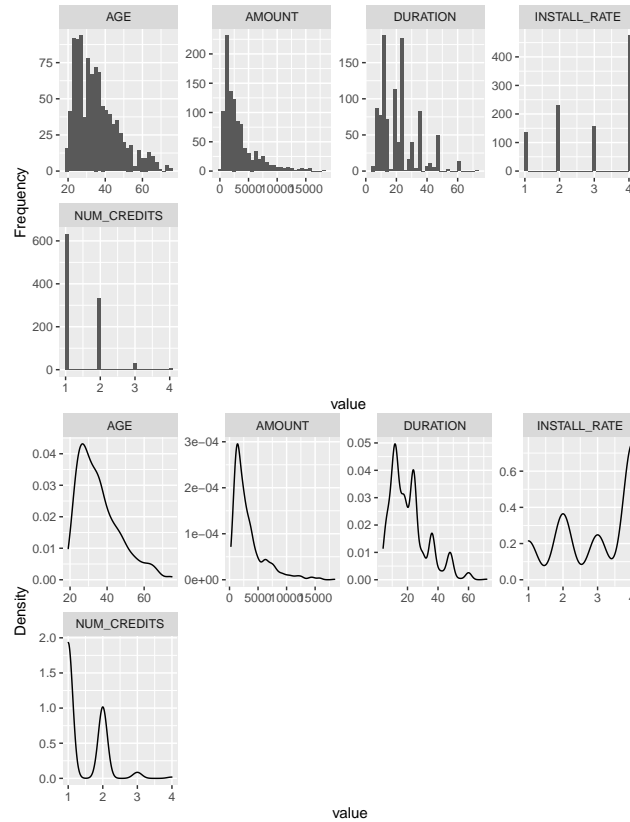 AGE AMOUNT DURATION INSTALL_RATE
75 50 25 0
20 40 60
200 150 100 50 0
0 5000 10000 15000
150 100 50 0
0 20 40 60
400 300 200 100 0
1 2 3 4
NUM_CREDITS
600 400 200 0
1 2 3 4
Frequency
value
AGE AMOUNT DURATION INSTALL_RATE
0.04 0.03 0.02 0.01 0.00
20 40 60
3e−04 2e−04 1e−04 0e+00
0 5000 10000 15000
0.05 0.04 0.03 0.02 0.01 0.00
20 40 60
0.6 0.4 0.2 0.0
1 2 3 4
NUM_CREDITS
2.0 1.5 1.0 0.5 0.0
1 2 3 4
Density
value